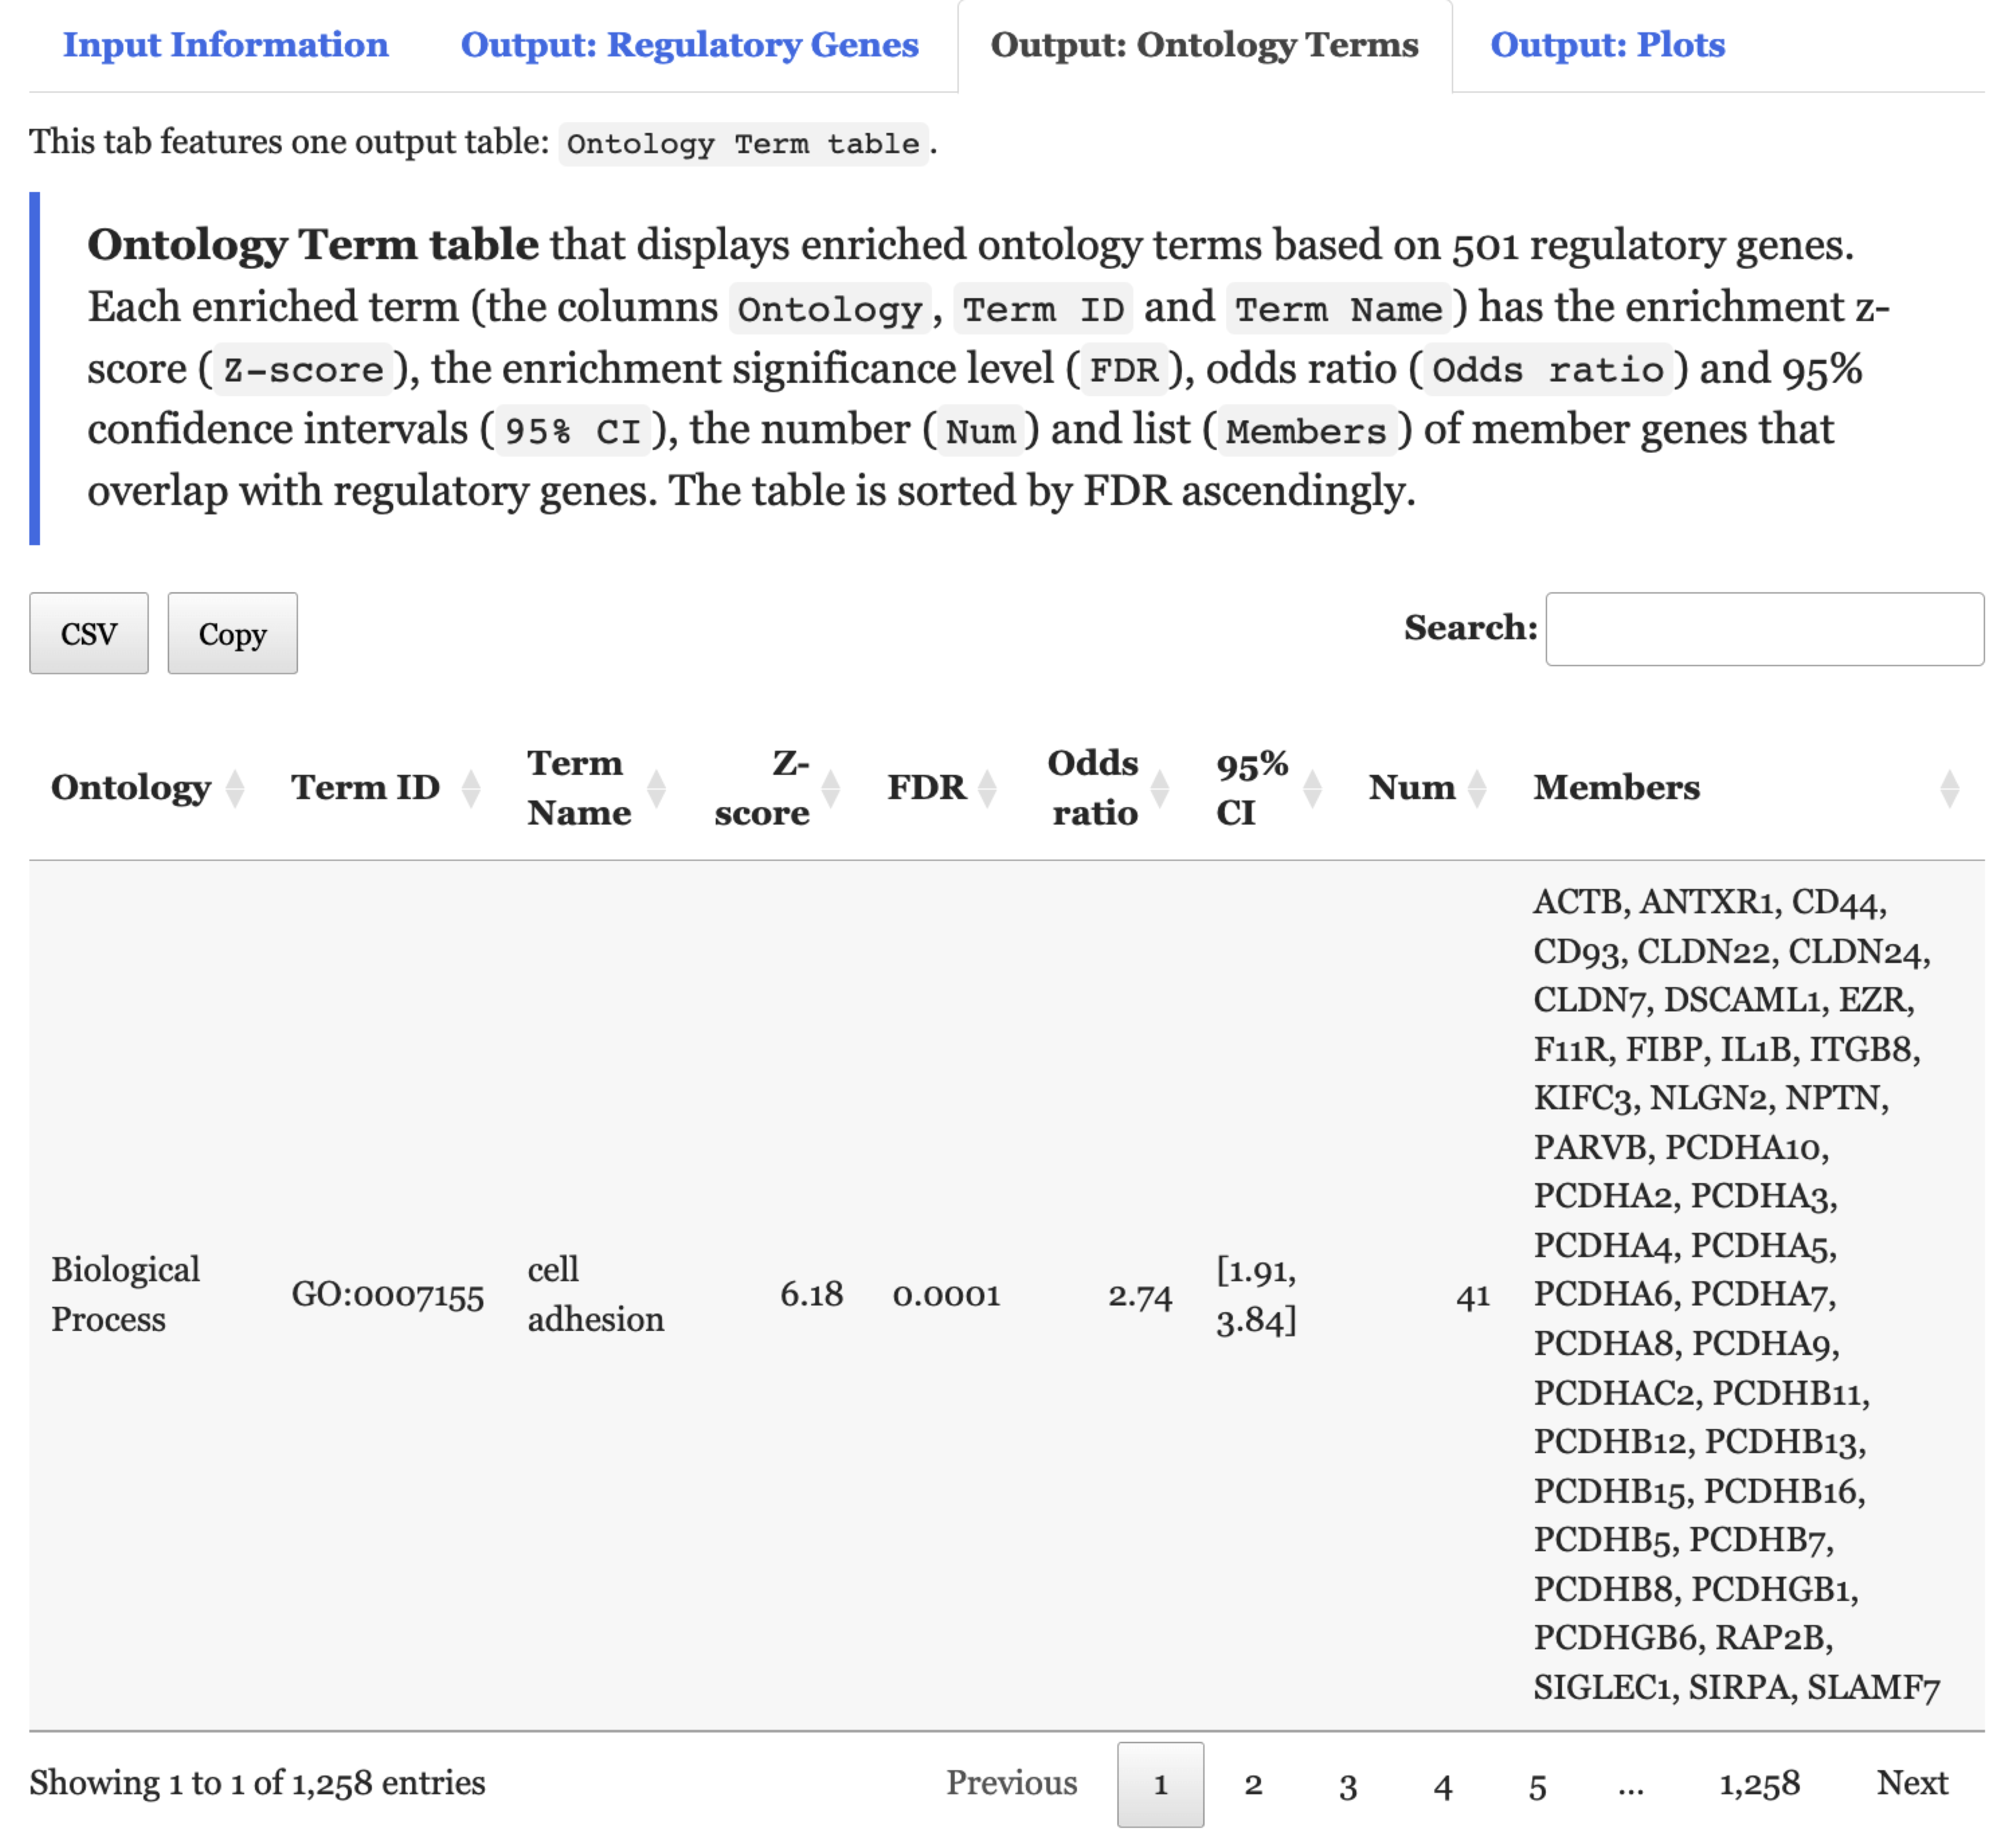 Input Information Output: Regulatory Genes Output: Ontology Terms Output: Plots
This tab features one output table: Ontology Term table.
Ontology Term table that displays enriched ontology terms based on 501 regulatory genes.
Each enriched term (the columns Ontology, Term ID and Term Name) has the enrichment z-
score (Z-score), the enrichment significance level (FDR), odds ratio (Odds ratio) and 95%
confidence intervals (95% CI), the number (Num) and list (Members) of member genes that
overlap with regulatory genes. The table is sorted by FDR ascendingly.
CSV Copy Search:
Ontology Term ID Term Name Z-score FDR Odds ratio 95% CI Num Members
Biological Process GO:0007155 cell adhesion 6.18 0.0001 2.74 [1.91, 3.84] 41
ACTB, ANTXR1, CD44,
CD93, CLDN22, CLDN24,
CLDN7, DSCAML1, EZR,
F11R, FIBP, IL1B, ITGB8,
KIFC3, NLGN2, NPTN,
PARVB, PCDHA10,
PCDHA2, PCDHA3,
PCDHA4, PCDHA5,
PCDHA6, PCDHA7,
PCDHA8, PCDHA9,
PCDHAC2, PCDHB11,
PCDHB12, PCDHB13,
PCDHB15, PCDHB16,
PCDHB5, PCDHB7,
PCDHB8, PCDHGB1,
PCDHGB6, RAP2B,
SIGLEC1, SIRPA, SLAMF7
Showing 1 to 1 of 1,258 entries Previous 1 2 3 4 5 ... 1,258 Next